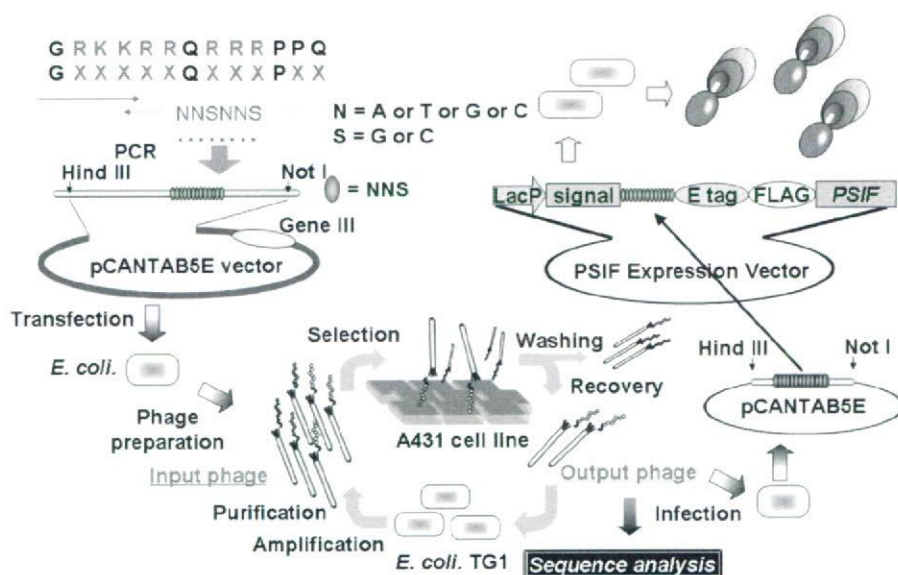 G R K K R R Q R R R P P Q
G X X X X X Q X X X P X X
NNSNNS
N = A or T or G or C
S = G or C
PCR
Hind III
Not I
= NNS
Gene III
pCANTAB5E vector
Transfection
E. coli.
Phage
preparation
Input phage
Purification
Amplification
Selection
A431 cell line
Washing
Recovery
Output phage
E. coli. TG1
Sequence analysis
Infection
Hind III
Not I
pCANTAB5E
LacP
signal
E tag
FLAG
PSIF
PSIF Expression Vector